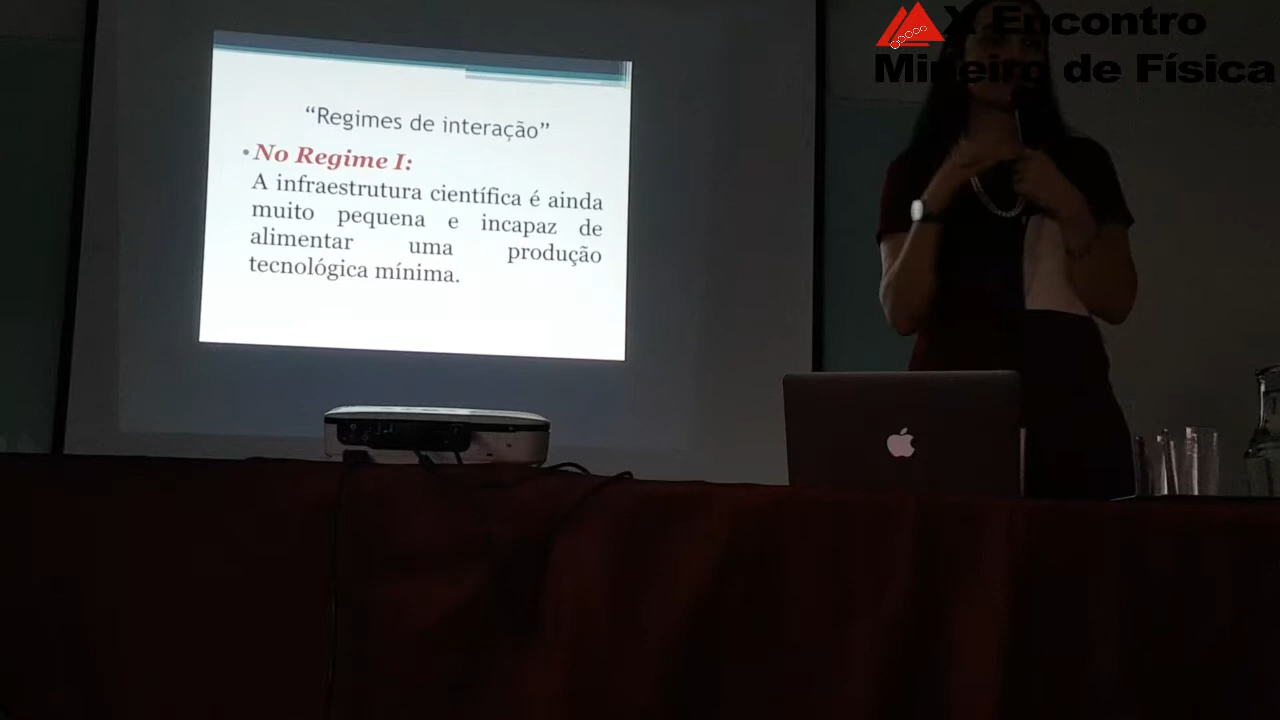 X Encontro
Mineiro de Física
“Regimes de interação”
• No Regime I:
A infraestrutura científica é ainda
muito pequena e incapaz de
alimentar uma produção
tecnológica mínima.